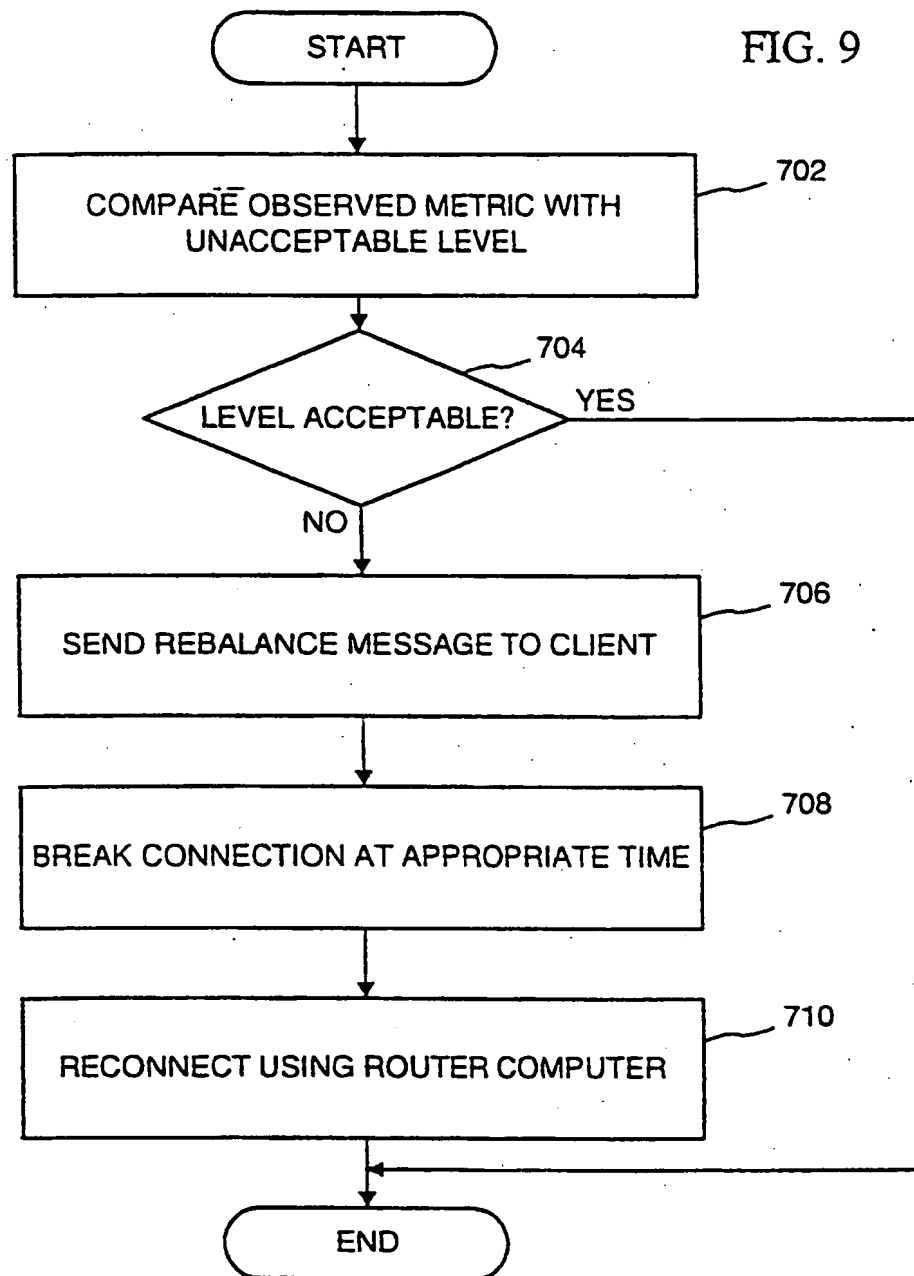 START
FIG. 9
702
COMPARE OBSERVED METRIC WITH
UNACCEPTABLE LEVEL
704
LEVEL ACCEPTABLE?
YES
NO
706
SEND REBALANCE MESSAGE TO CLIENT
708
BREAK CONNECTION AT APPROPRIATE TIME
710
RECONNECT USING ROUTER COMPUTER
END